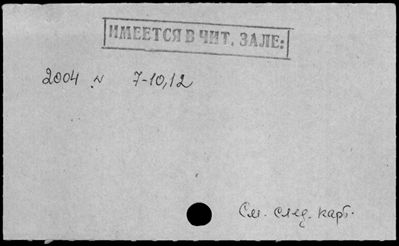 ИМЕЕТСЯ В ЧИТ. ЗАЛЕ:
2004 № 7-10,12
См. след. карт.